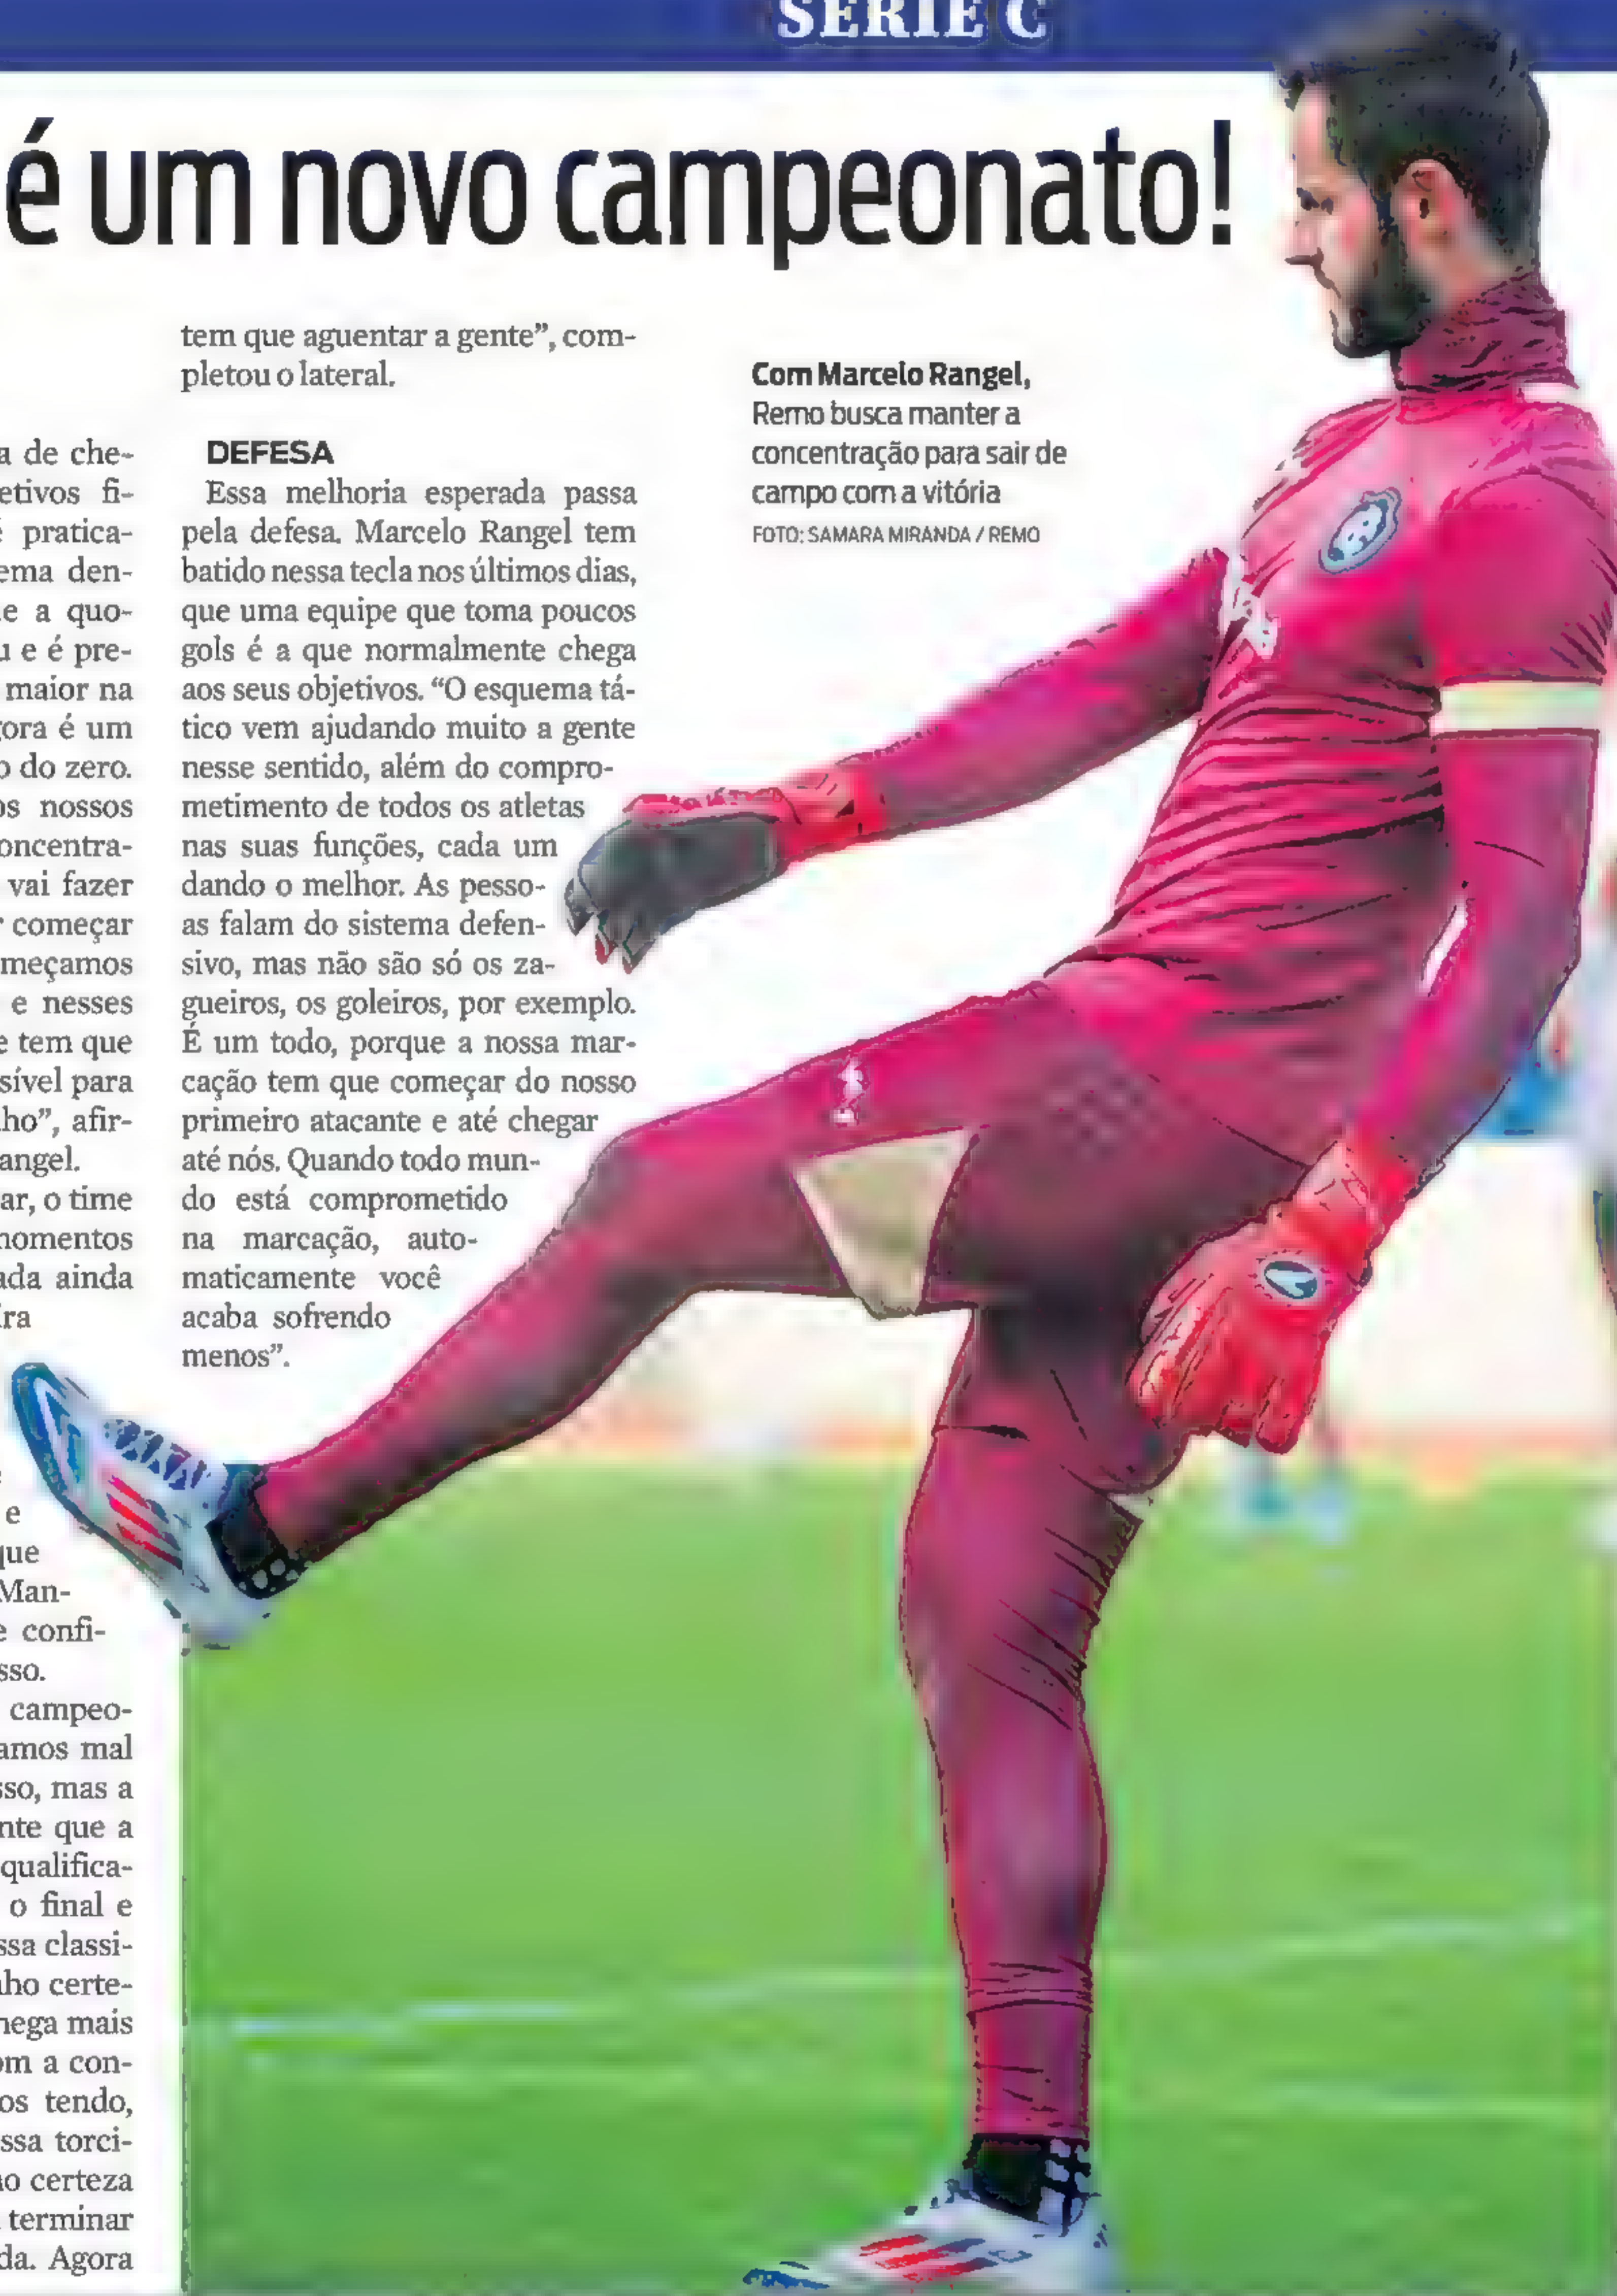 SÉRIE C
é um novo campeonato!
a de che-
etivos fi-
pratica-
ema den-
e a quo-
u e é pre-
maior na
gora é um
o do zero.
os nossos
oncentra-
vai fazer
começar
meçamos
e nesses
e tem que
sível para
ho”, afir-
angel.
ar, o time
momentos
ada ainda
ira
e
que
Man-
e confi-
sso.
campeo-
amos mal
sso, mas a
nte que a
qualifica-
o final e
ssa classi-
nho certe-
hega mais
om a con-
os tendo,
ssa torci-
ho certeza
terminar
da. Agora
tem que aguentar a gente”, com-
pletou o lateral.
DEFESA
Essa melhoria esperada passa
pela defesa. Marcelo Rangel tem
batido nessa tecla nos últimos dias,
que uma equipe que toma poucos
gols é a que normalmente chega
aos seus objetivos. “O esquema tá-
tico vem ajudando muito a gente
nesse sentido, além do compro-
metimento de todos os atletas
nas suas funções, cada um
dando o melhor. As pesso-
as falam do sistema defen-
sivo, mas não são só os za-
gueiros, os goleiros, por exemplo.
É um todo, porque a nossa mar-
cação tem que começar do nosso
primeiro atacante e até chegar
até nós. Quando todo mun-
do está comprometido
na marcação, auto-
maticamente você
acaba sofrendo
menos”.
Com Marcelo Rangel,
Remo busca manter a
concentração para sair de
campo com a vitória
FOTO: SAMARA MIRANDA / REMO